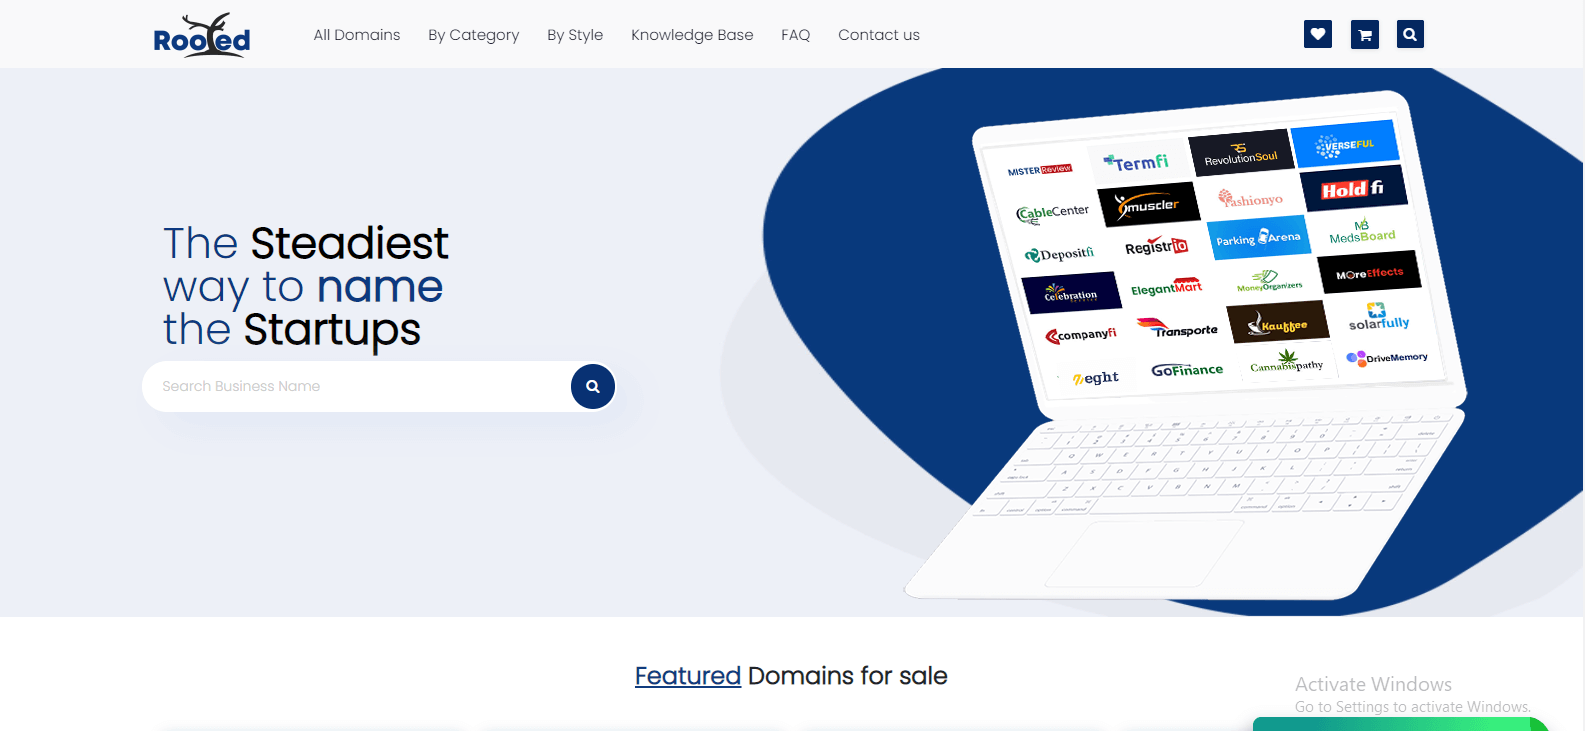 Rooted
All Domains By Category By Style Knowledge Base FAQ Contact us
The Steadiest
way to name
the Startups
Search Business Name
MISTER Review Termfi RevolutionSoul VERSEFUL
CableCenter muscler Fashionyo Hold fi
Depositfi RegistrIO Parking Arena MedsBoard
Celebration ElegantMart MoneyOrganizers MOreEffects
companyfi Transporte Kauffee solarfully
zeght GoFinance Cannabispathy DriveMemory
Featured Domains for sale
Activate Windows
Go to Settings to activate Windows.